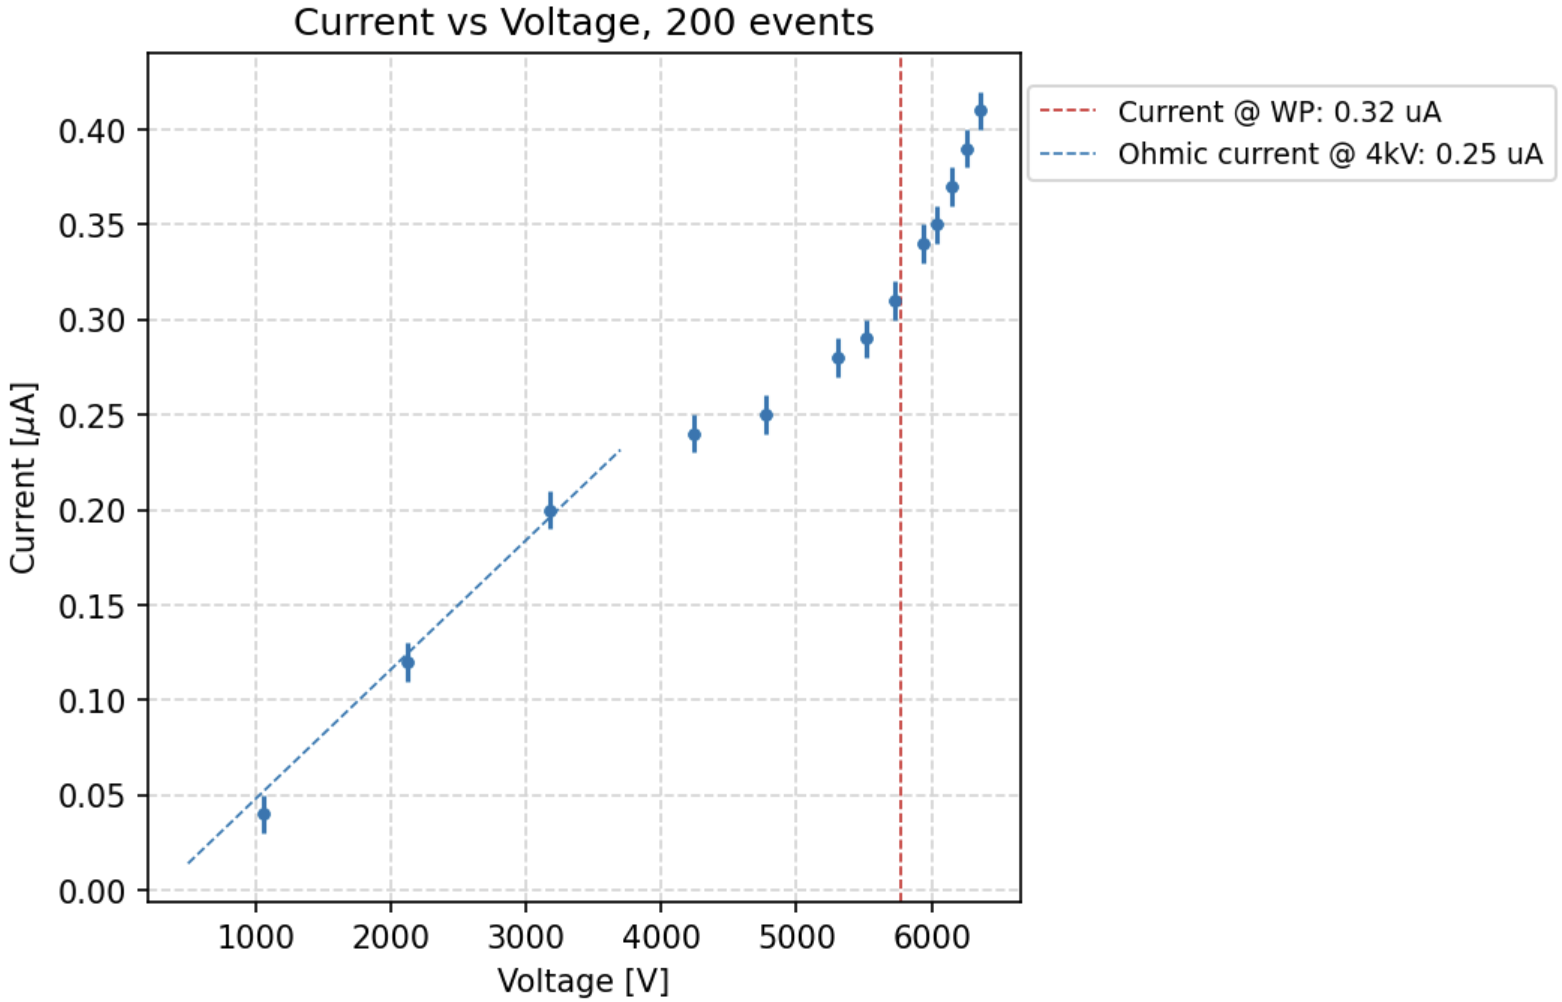 Current vs Voltage, 200 events
Current @ WP: 0.32 uA
Ohmic current @ 4kV: 0.25 uA
Current [μA]
0.40
0.35
0.30
0.25
0.20
0.15
0.10
0.05
0.00
1000 2000 3000 4000 5000 6000
Voltage [V]